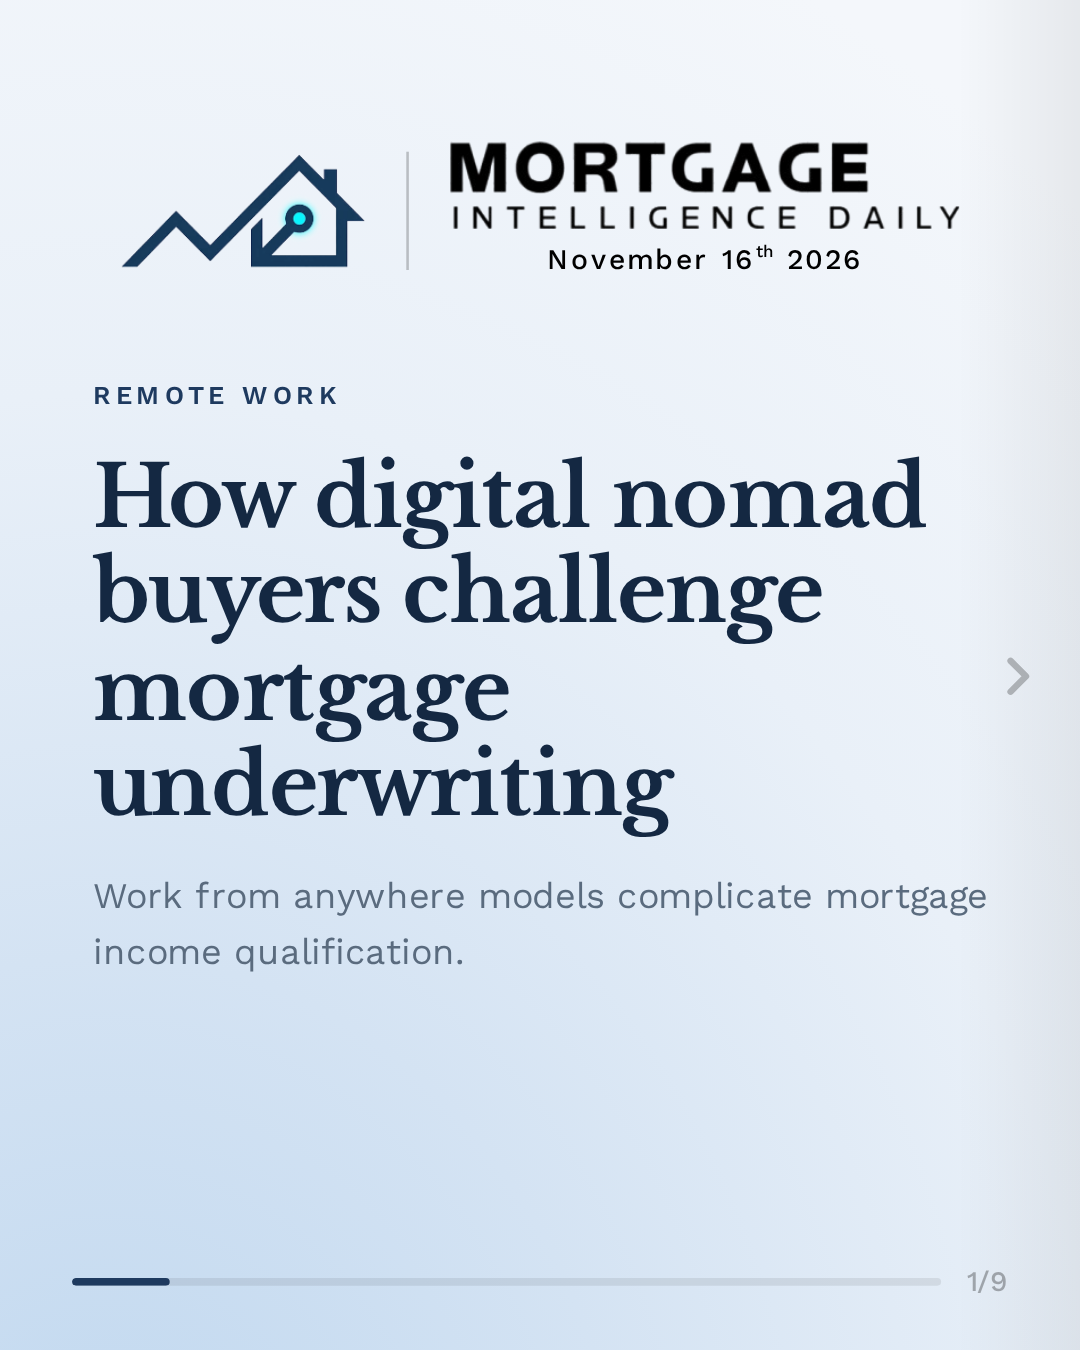 MORTGAGE
INTELLIGENCE DAILY
November 16th 2026
REMOTE WORK
How digital nomad
buyers challenge
mortgage
underwriting
Work from anywhere models complicate mortgage
income qualification.
1/9